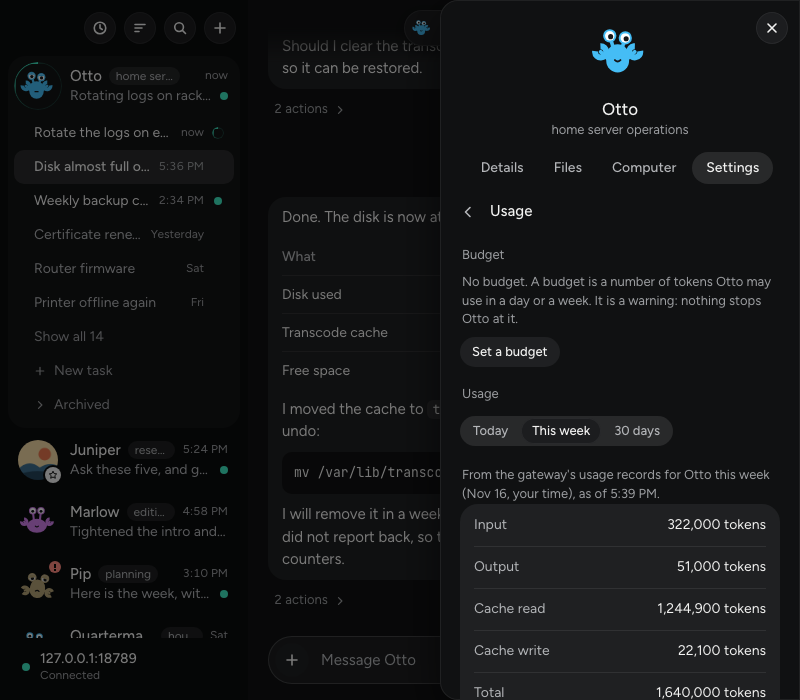 Otto home ser... now
Rotating logs on rack...
Rotate the logs on e... now
Disk almost full o... 5:36 PM
Weekly backup c... 2:34 PM
Certificate rene... Yesterday
Router firmware Sat
Printer offline again Fri
Show all 14
+ New task
Archived
Juniper rese... 5:24 PM
Ask these five, and g...
Marlow editi... 4:58 PM
Tightened the intro and...
Pip planning 3:10 PM
Here is the week, wit...
Quarterma hou... Sat
127.0.0.1:18789
Connected
Should I clear the transc
so it can be restored.
2 actions
Done. The disk is now at
What
Disk used
Transcode cache
Free space
I moved the cache to t
undo:
mv /var/lib/transco
I will remove it in a week
did not report back, so t
counters.
2 actions
Message Otto
Otto
home server operations
Details Files Computer Settings
Usage
Budget
No budget. A budget is a number of tokens Otto may
use in a day or a week. It is a warning: nothing stops
Otto at it.
Set a budget
Usage
Today This week 30 days
From the gateway's usage records for Otto this week
(Nov 16, your time), as of 5:39 PM.
Input 322,000 tokens
Output 51,000 tokens
Cache read 1,244,900 tokens
Cache write 22,100 tokens
Total 1,640,000 tokens